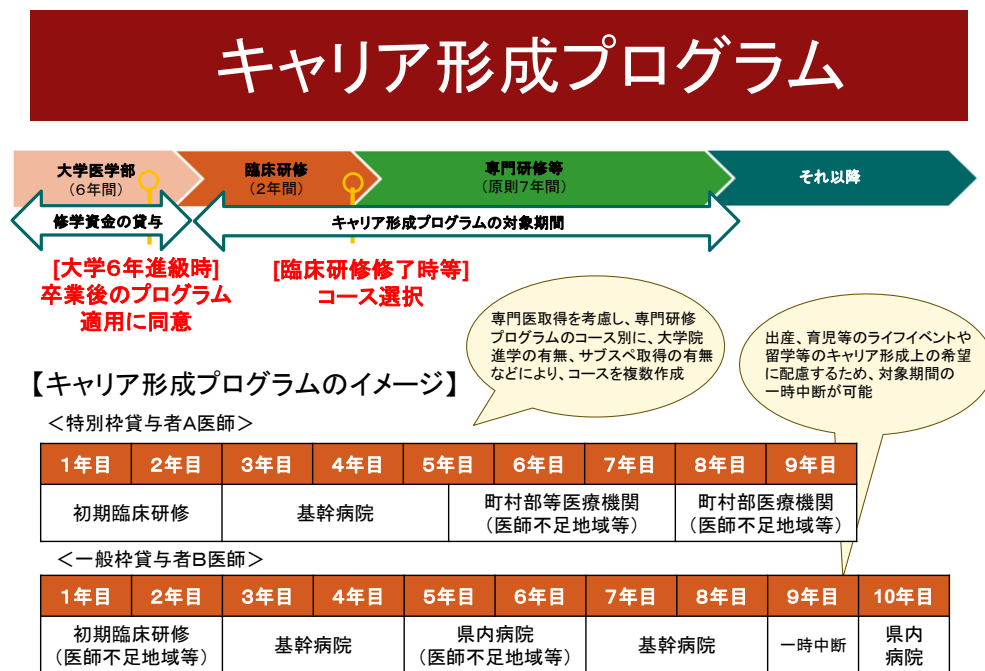 キャリア形成プログラム
大学医学部
(6年間)
臨床研修
(2年間)
専門研修等
(原則7年間)
それ以降
修学資金の貸与
キャリア形成プログラムの対象期間
[大学6年進級時]
卒業後のプログラム
適用に同意
[臨床研修修了時等]
コース選択
専門医取得を考慮し、専門研修
プログラムのコース別に、大学院
進学の有無、サブスペ取得の有無
などにより、コースを複数作成
出産、育児等のライフイベントや
留学等のキャリア形成上の希望
に配慮するため、対象期間の
一時中断が可能
【キャリア形成プログラムのイメージ】
＜特別枠貸与者A医師＞
1年目 2年目 3年目 4年目 5年目 6年目 7年目 8年目 9年目
初期臨床研修 基幹病院 町村部等医療機関 町村部医療機関
(医師不足地域等) (医師不足地域等)
＜一般枠貸与者B医師＞
1年目 2年目 3年目 4年目 5年目 6年目 7年目 8年目 9年目 10年目
初期臨床研修 基幹病院 県内病院 基幹病院 一時中断 県内
(医師不足地域等) (医師不足地域等) 病院